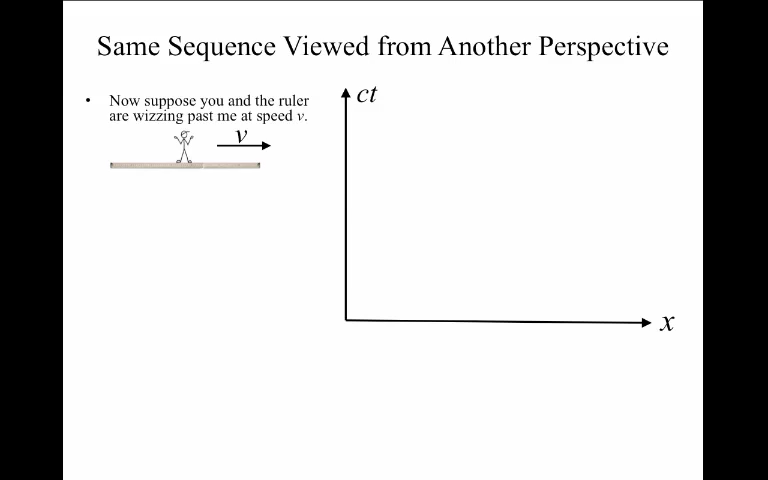 Same Sequence Viewed from Another Perspective
• Now suppose you and the ruler
are wizzing past me at speed v.
v
ct
x